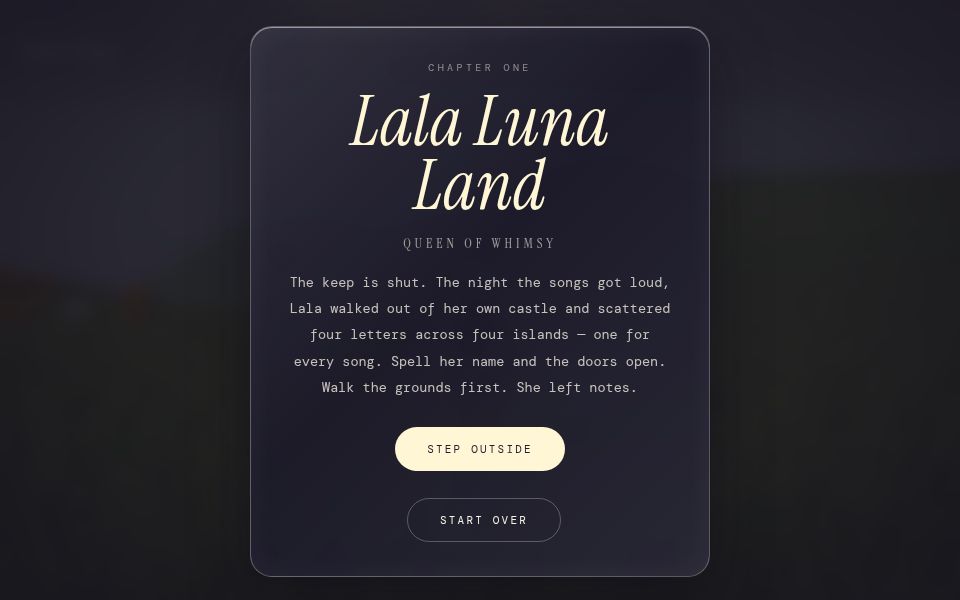 CHAPTER ONE
Lala Luna
Land
QUEEN OF WHIMSY
The keep is shut. The night the songs got loud,
Lala walked out of her own castle and scattered
four letters across four islands — one for
every song. Spell her name and the doors open.
Walk the grounds first. She left notes.
STEP OUTSIDE
START OVER